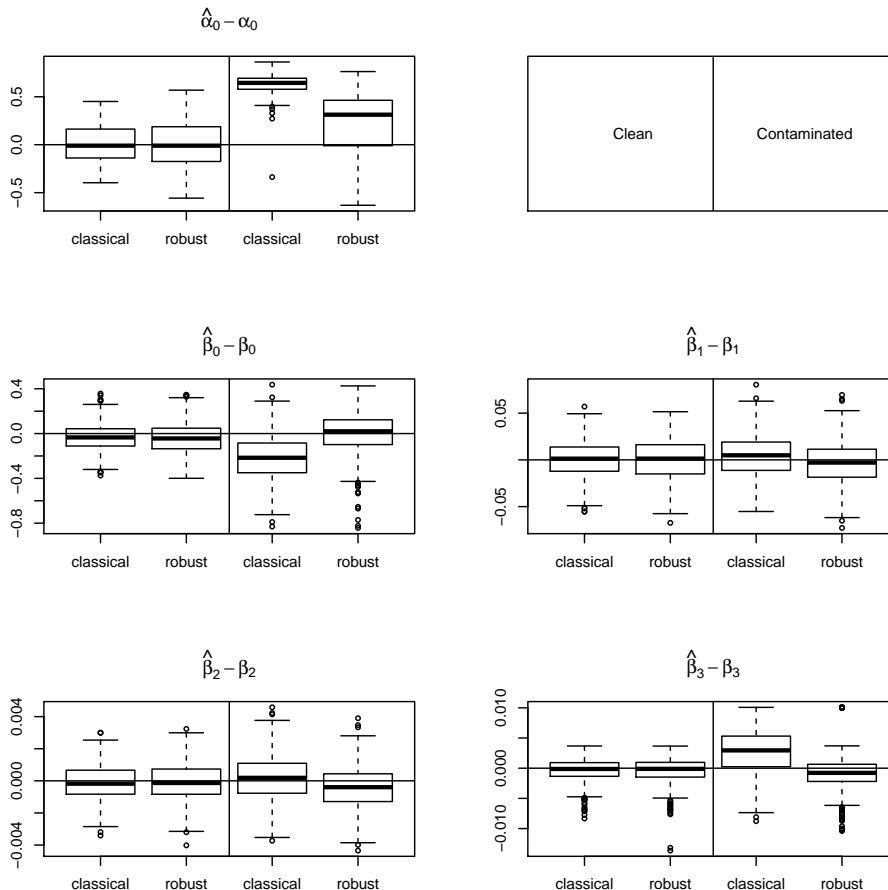 α̂₀ − α₀
0.5
0.0
−0.5
classical robust classical robust
Clean Contaminated
β̂₀ − β₀
0.4
0.0
−0.4
−0.8
classical robust classical robust
β̂₁ − β₁
0.05
−0.05
classical robust classical robust
β̂₂ − β₂
0.004
0.000
−0.004
classical robust classical robust
β̂₃ − β₃
0.010
0.000
−0.010
classical robust classical robust